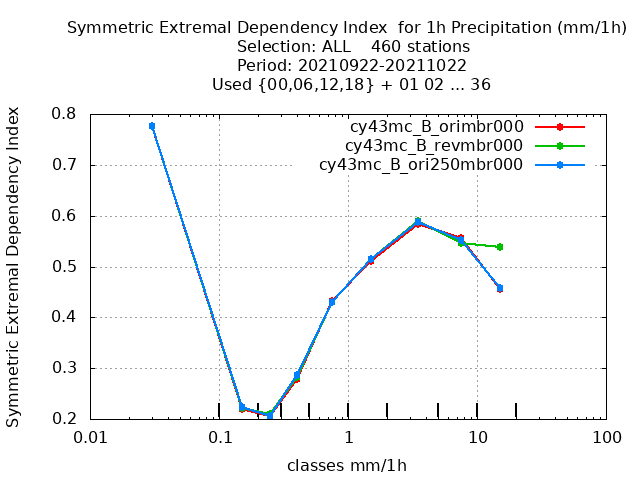 Symmetric Extremal Dependency Index  for 1h Precipitation (mm/1h)
Selection: ALL    460 stations
Period: 20210922-20211022
Used {00,06,12,18} + 01 02 ... 36
cy43mc_B_orimbr000
cy43mc_B_revmbr000
cy43mc_B_ori250mbr000
Symmetric Extremal Dependency Index
0.8
0.7
0.6
0.5
0.4
0.3
0.2
0.01 0.1 1 10 100
classes mm/1h